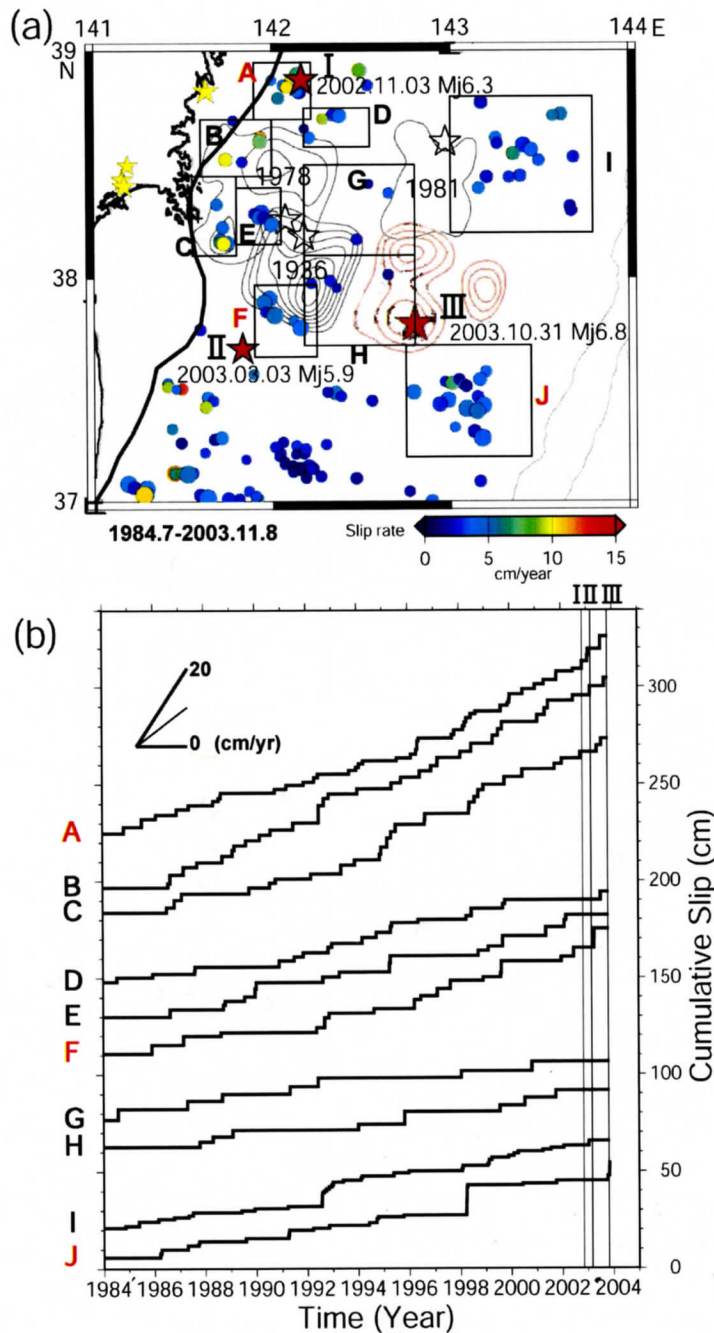 (a)
141 142 143 144 E
39
N
38
37
A
I
2002.11.03 Mj6.3
D
B
1978
G
1981
I
C
E
1936
F
II
2003.03.03 Mj5.9
III
2003.10.31 Mj6.8
H
J
1984.7-2003.11.8
Slip rate
0 5 10 15
cm/year
(b)
I II III
20
0 (cm/yr)
A
B
C
D
E
F
G
H
I
J
300
250
200
150
100
50
0
Cumulative Slip (cm)
1984 1986 1988 1990 1992 1994 1996 1998 2000 2002 2004
Time (Year)